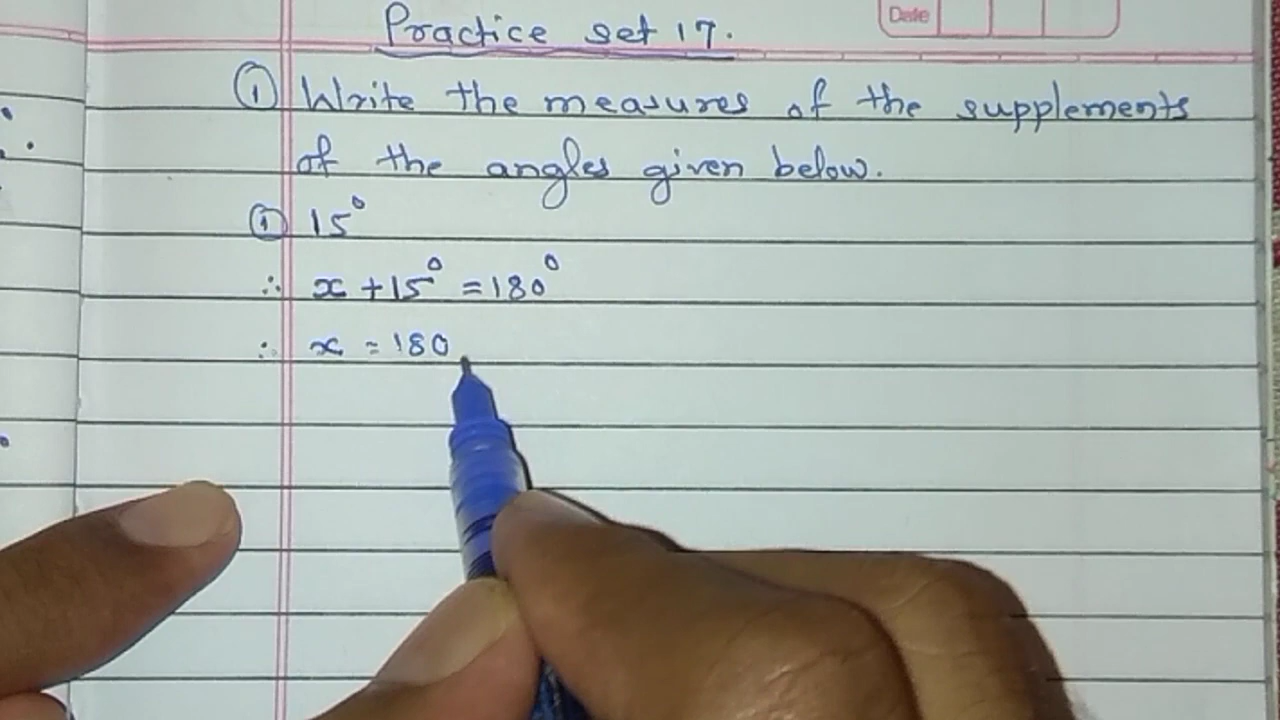 Date
Practice set 17.
① Write the measures of the supplements
of the angles given below.
① 15°
∴ x + 15° = 180°
∴ x = 180